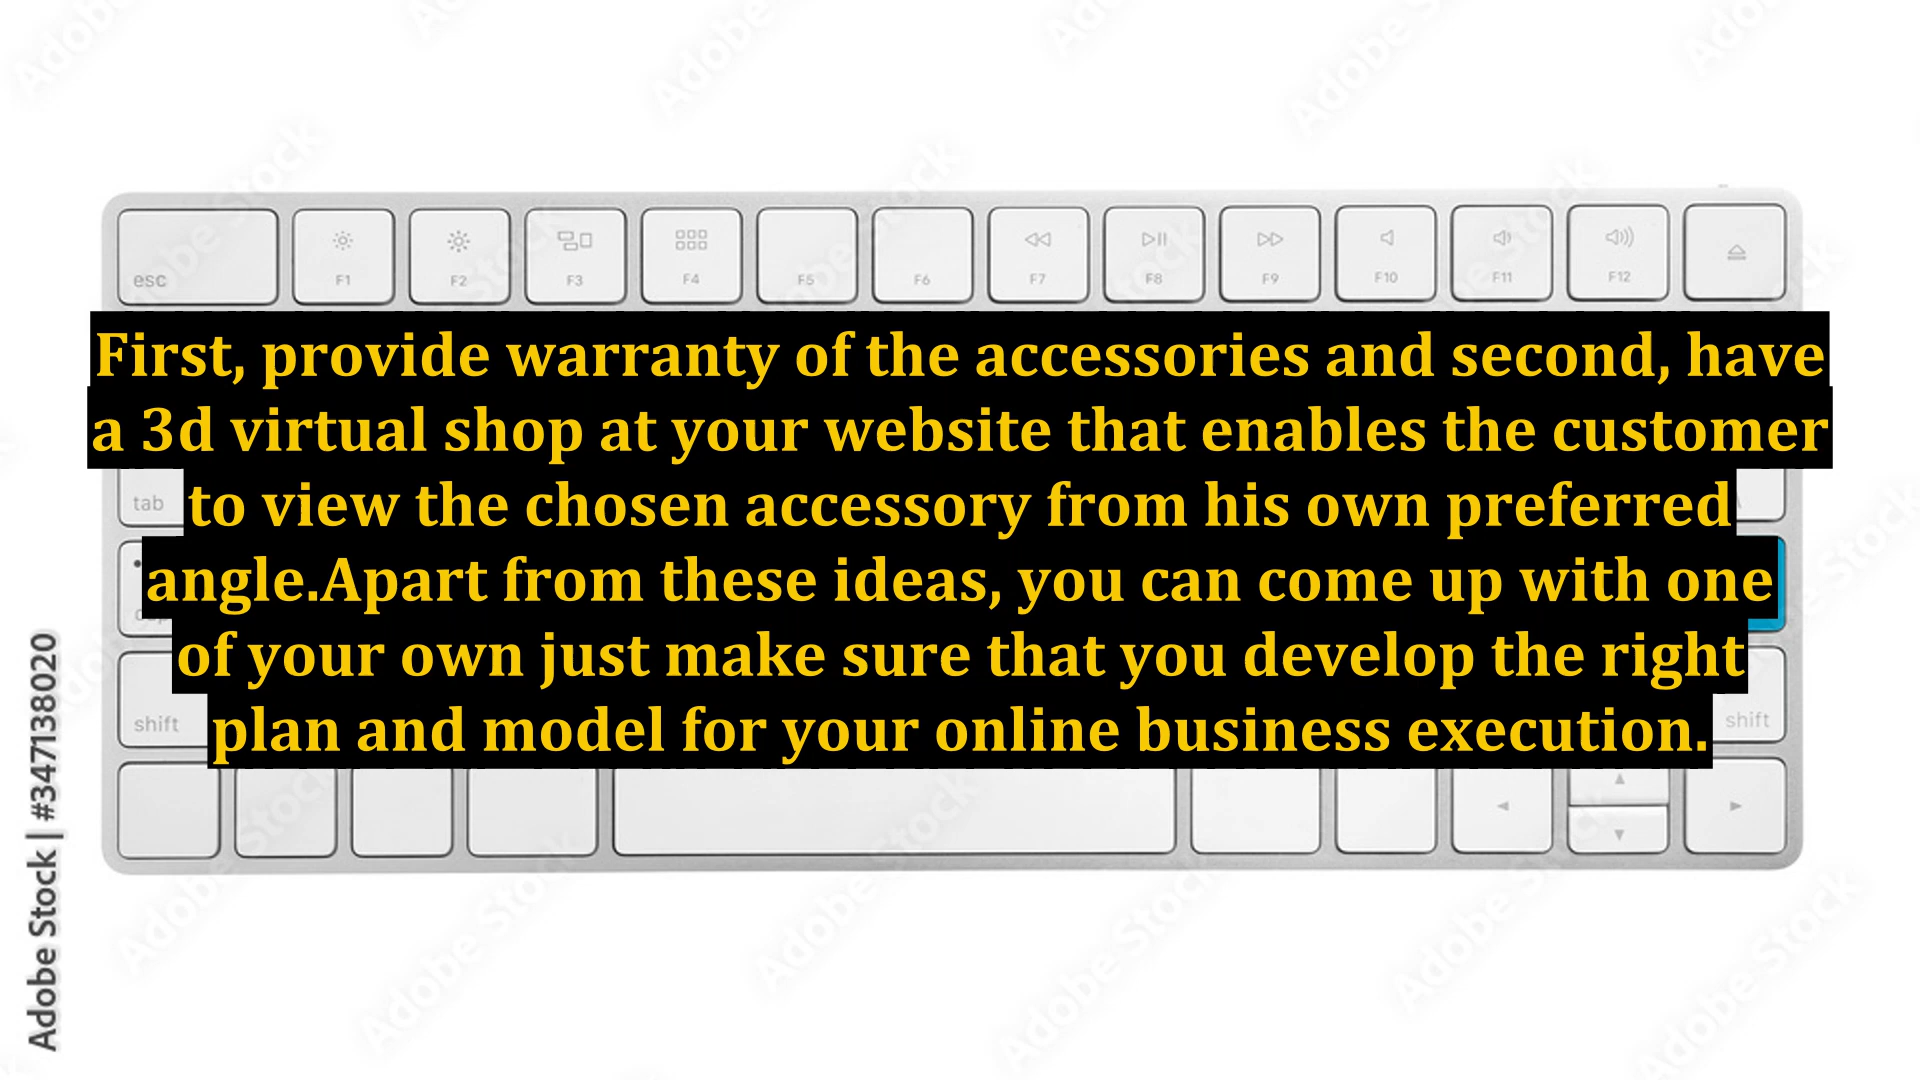 esc
F1
F2
F3
F4
F5
F6
F7
F8
F9
F10
F11
F12
First, provide warranty of the accessories and second, have
a 3d virtual shop at your website that enables the customer
to view the chosen accessory from his own preferred
angle.Apart from these ideas, you can come up with one
of your own just make sure that you develop the right
plan and model for your online business execution.
tab
shift
shift
Adobe Stock | #347138020
Adobe Stock